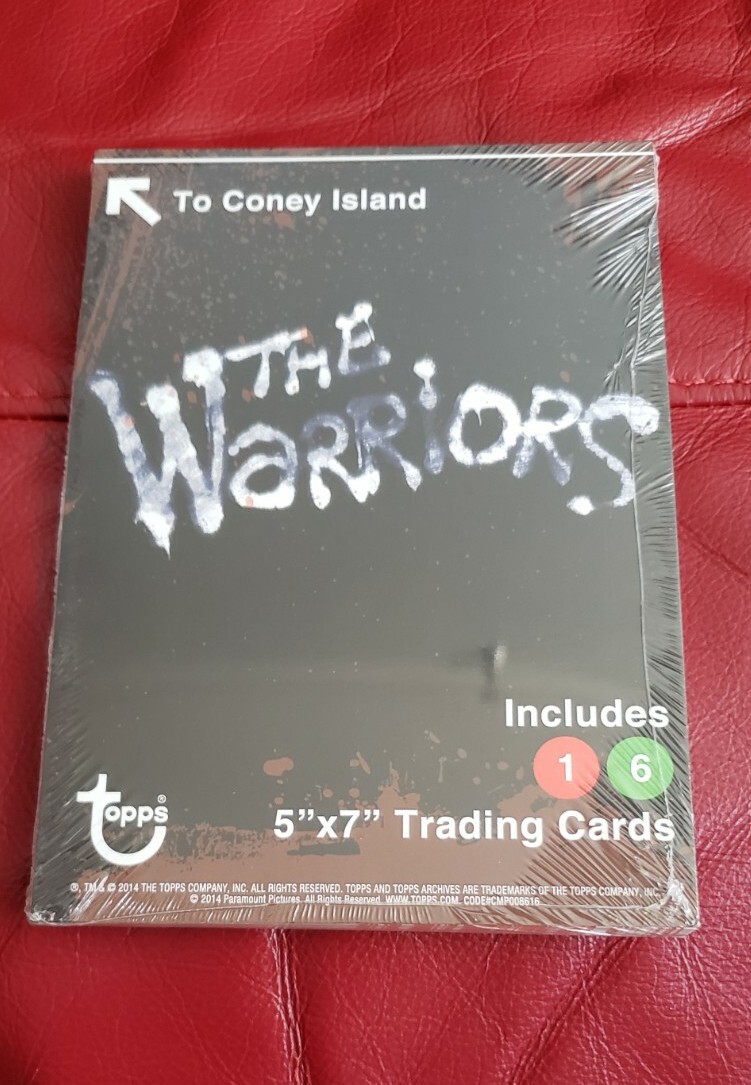 To Coney Island
THE
WaRRiORS
Includes
1 6
5”x7” Trading Cards
topps®
®, TM & © 2014 THE TOPPS COMPANY, INC. ALL RIGHTS RESERVED. TOPPS AND TOPPS ARCHIVES ARE TRADEMARKS OF THE TOPPS COMPANY, INC.
© 2014 Paramount Pictures. All Rights Reserved. WWW.TOPPS.COM. CODE#CMP008616